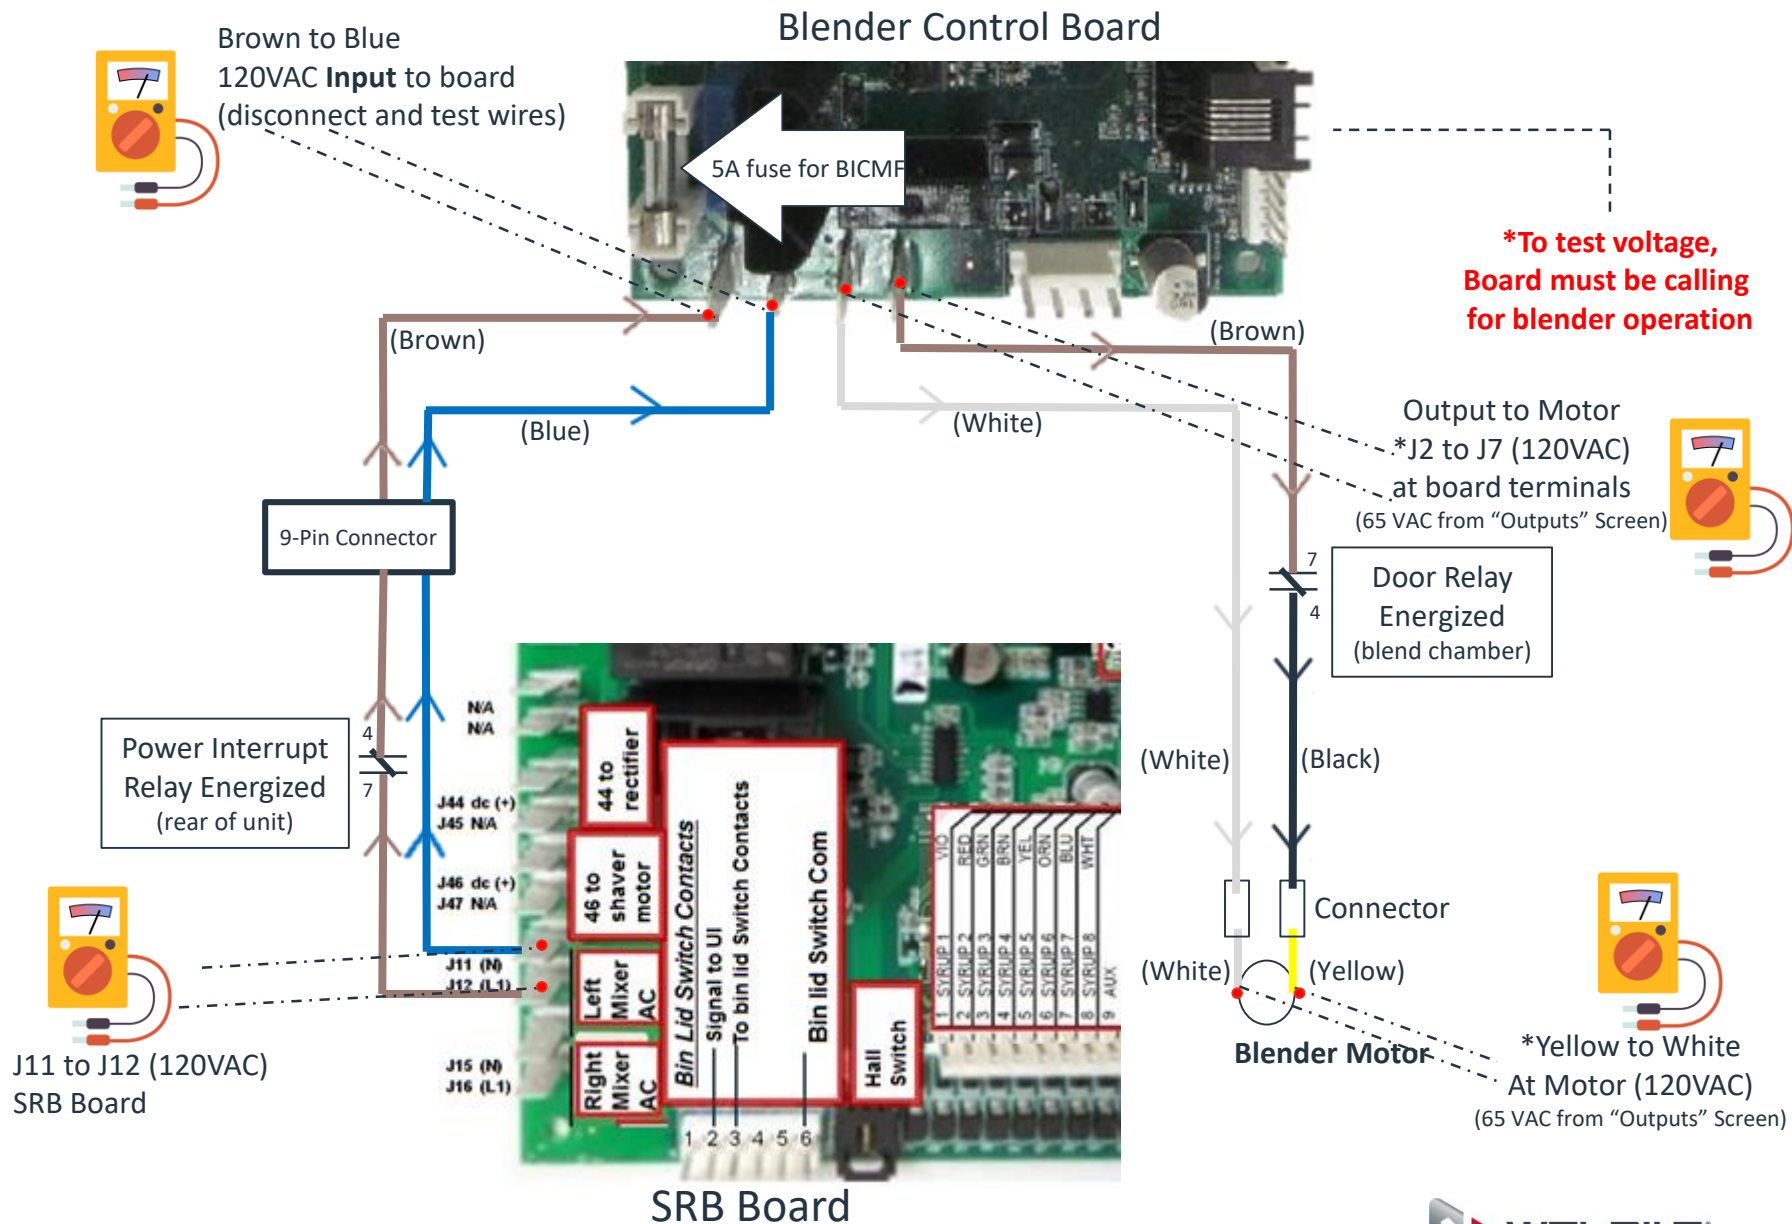 Blender Control Board
Brown to Blue
120VAC Input to board
(disconnect and test wires)
5A fuse for BICMF
*To test voltage,
Board must be calling
for blender operation
(Brown)
(Brown)
(Blue)
(White)
Output to Motor
*J2 to J7 (120VAC)
at board terminals
(65 VAC from “Outputs” Screen)
9-Pin Connector
7
4
Door Relay
Energized
(blend chamber)
N/A
N/A
Power Interrupt
Relay Energized
(rear of unit)
4
7
J44 dc (+)
J45 N/A
J46 dc (+)
J47 N/A
J11 (N)
J12 (L1)
J15 (N)
J16 (L1)
44 to
rectifier
46 to
shaver
motor
Left
Mixer
AC
Right
Mixer
AC
Bin Lid Switch Contacts
Signal to UI
To bin lid Switch Contacts
Bin lid Switch Com
Hall
Switch
1 SYRUP 1 VIO
2 SYRUP 2 RED
3 SYRUP 3 GRN
4 SYRUP 4 BRN
5 SYRUP 5 YEL
6 SYRUP 6 ORN
7 SYRUP 7 BLU
8 SYRUP 8 WHT
9 AUX
1 2 3 4 5 6
(White)
(Black)
Connector
(White)
(Yellow)
Blender Motor
J11 to J12 (120VAC)
SRB Board
*Yellow to White
At Motor (120VAC)
(65 VAC from “Outputs” Screen)
SRB Board